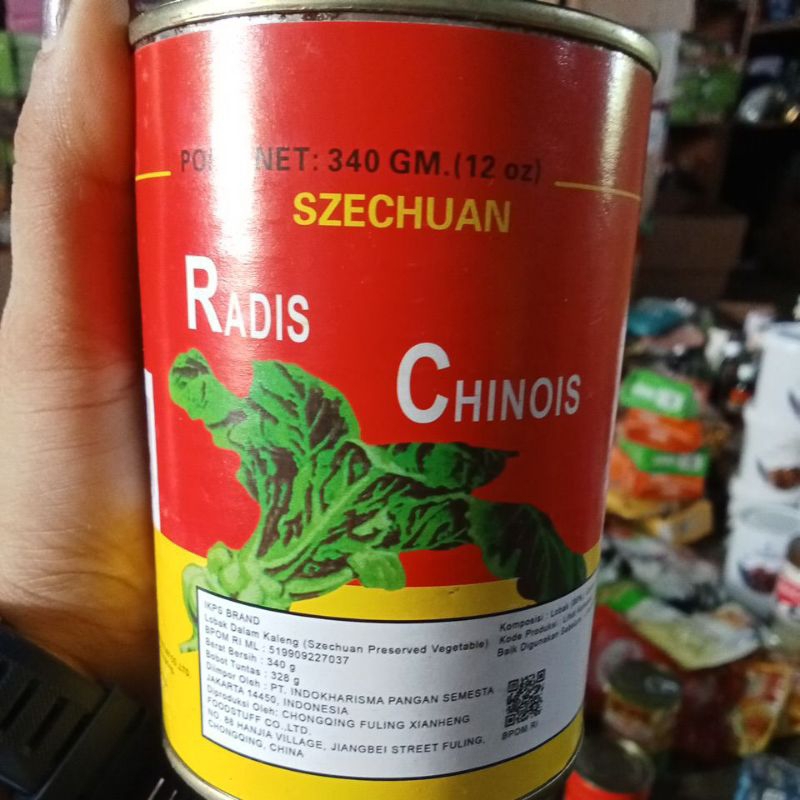 NET: 340 GM.(12 oz)
SZECHUAN
RADIS
CHINOIS
IKPS BRAND
Lobak Dalam Kaleng (Szechuan Preserved Vegetable)
BPOM RI ML : 519909227037
Berat Bersih : 340 g
Bobot Tuntas : 328 g
Diimpor Oleh : PT. INDOKHARISMA PANGAN SEMESTA
JAKARTA 14450, INDONESIA
Diproduksi Oleh: CHONGQING FULING XIANHENG
FOODSTUFF CO.,LTD.
NO. 88 HANJIA VILLAGE, JIANGBEI STREET FULING,
CHONGQING, CHINA
Komposisi : Lobak
Kode Produksi : Lihat
Baik Digunakan Sebelum
BPOM RI